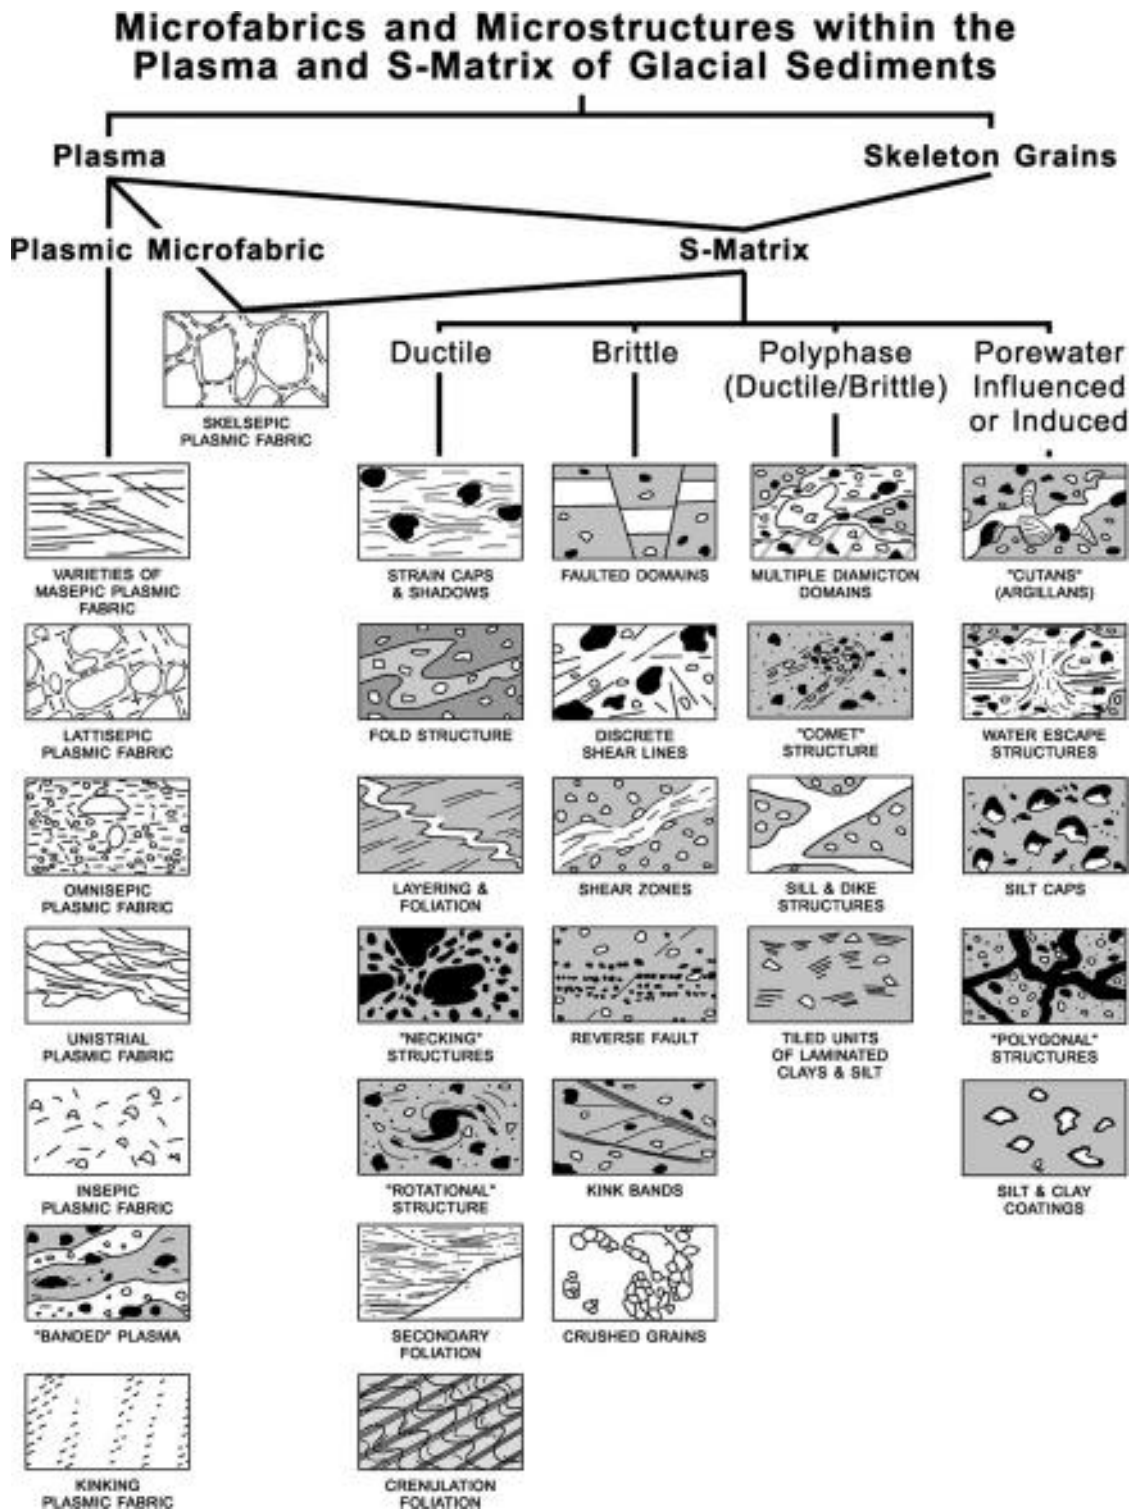 Microfabrics and Microstructures within the
Plasma and S-Matrix of Glacial Sediments
Plasma
Skeleton Grains
Plasmic Microfabric
S-Matrix
SKELSEPIC
PLASMIC FABRIC
Ductile
Brittle
Polyphase
(Ductile/Brittle)
Porewater
Influenced
or Induced
VARIETIES OF
MASEPIC PLASMIC
FABRIC
STRAIN CAPS
& SHADOWS
FAULTED DOMAINS
MULTIPLE DIAMICTON
DOMAINS
"CUTANS"
(ARGILLANS)
LATTISEPIC
PLASMIC FABRIC
FOLD STRUCTURE
DISCRETE
SHEAR LINES
"COMET"
STRUCTURE
WATER ESCAPE
STRUCTURES
OMNISEPIC
PLASMIC FABRIC
LAYERING &
FOLIATION
SHEAR ZONES
SILL & DIKE
STRUCTURES
SILT CAPS
UNISTRIAL
PLASMIC FABRIC
"NECKING"
STRUCTURES
REVERSE FAULT
TILED UNITS
OF LAMINATED
CLAYS & SILT
"POLYGONAL"
STRUCTURES
INSEPIC
PLASMIC FABRIC
"ROTATIONAL"
STRUCTURE
KINK BANDS
SILT & CLAY
COATINGS
"BANDED" PLASMA
SECONDARY
FOLIATION
CRUSHED GRAINS
KINKING
PLASMIC FABRIC
CRENULATION
FOLIATION